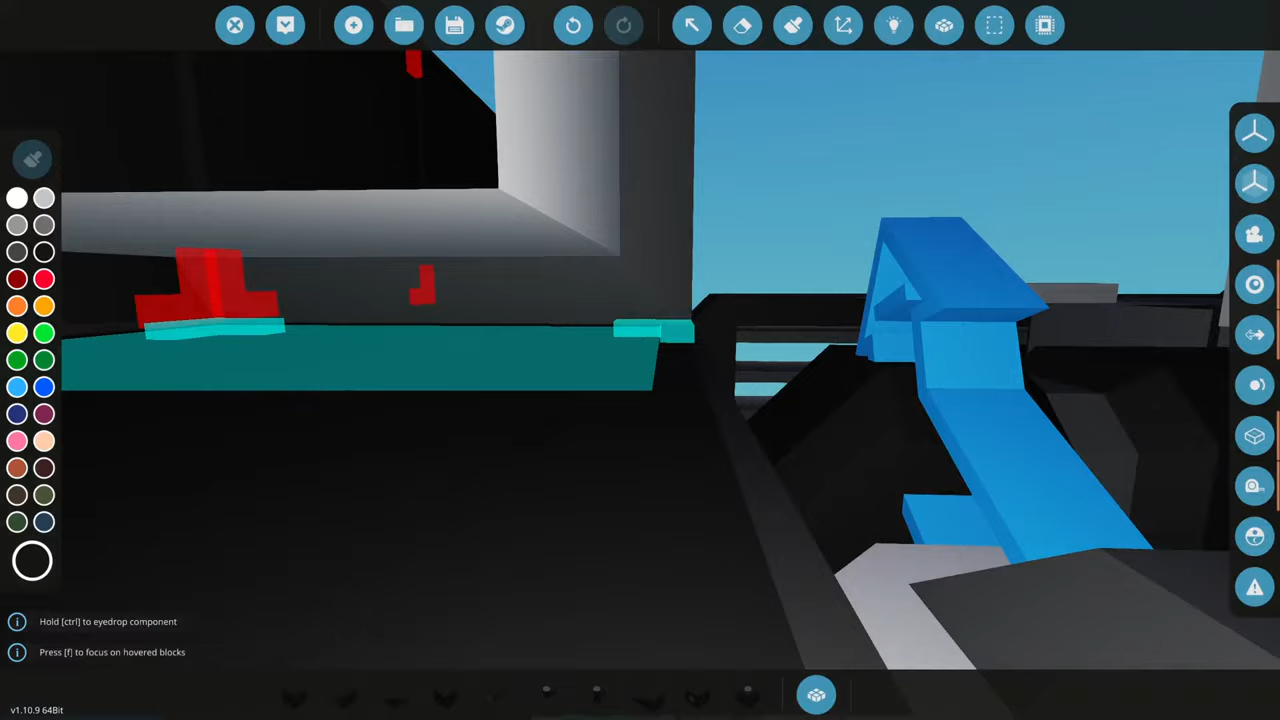 Hold [ctrl] to eyedrop component
Press [f] to focus on hovered blocks
v1.10.9 64Bit